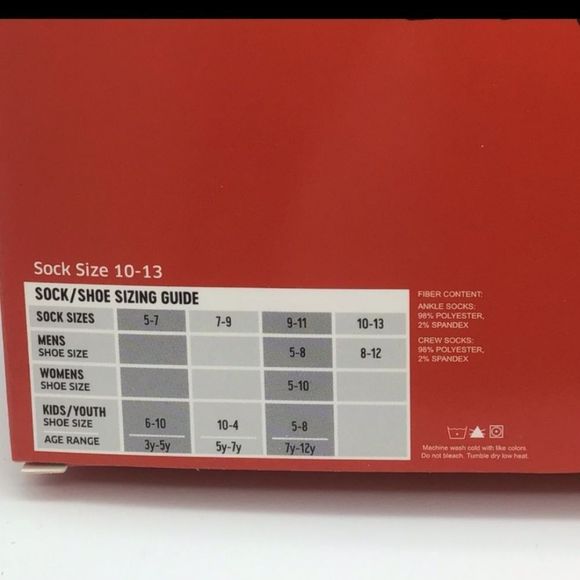 Sock Size 10-13
SOCK/SHOE SIZING GUIDE
SOCK SIZES 5-7 7-9 9-11 10-13
MENS
SHOE SIZE 5-8 8-12
WOMENS
SHOE SIZE 5-10
KIDS/YOUTH
SHOE SIZE 6-10 10-4 5-8
AGE RANGE 3y-5y 5y-7y 7y-12y
FIBER CONTENT:
ANKLE SOCKS:
98% POLYESTER,
2% SPANDEX
CREW SOCKS:
98% POLYESTER,
2% SPANDEX
Machine wash cold with like colors
Do not bleach. Tumble dry low heat.